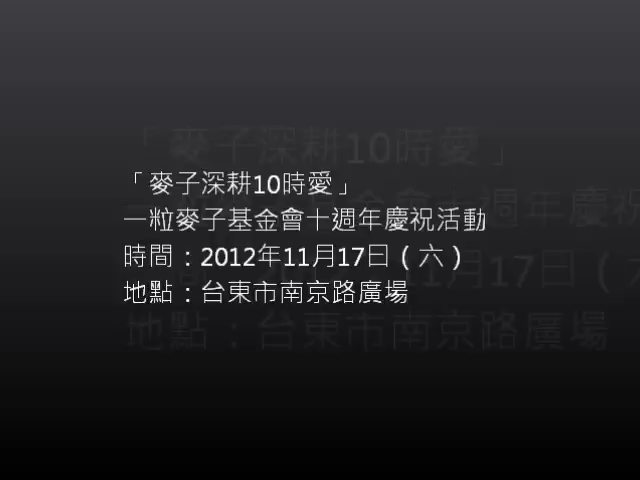 「麥子深耕10時愛」
一粒麥子基金會十週年慶祝活動
時間：2012年11月17日（六）
地點：台東市南京路廣場